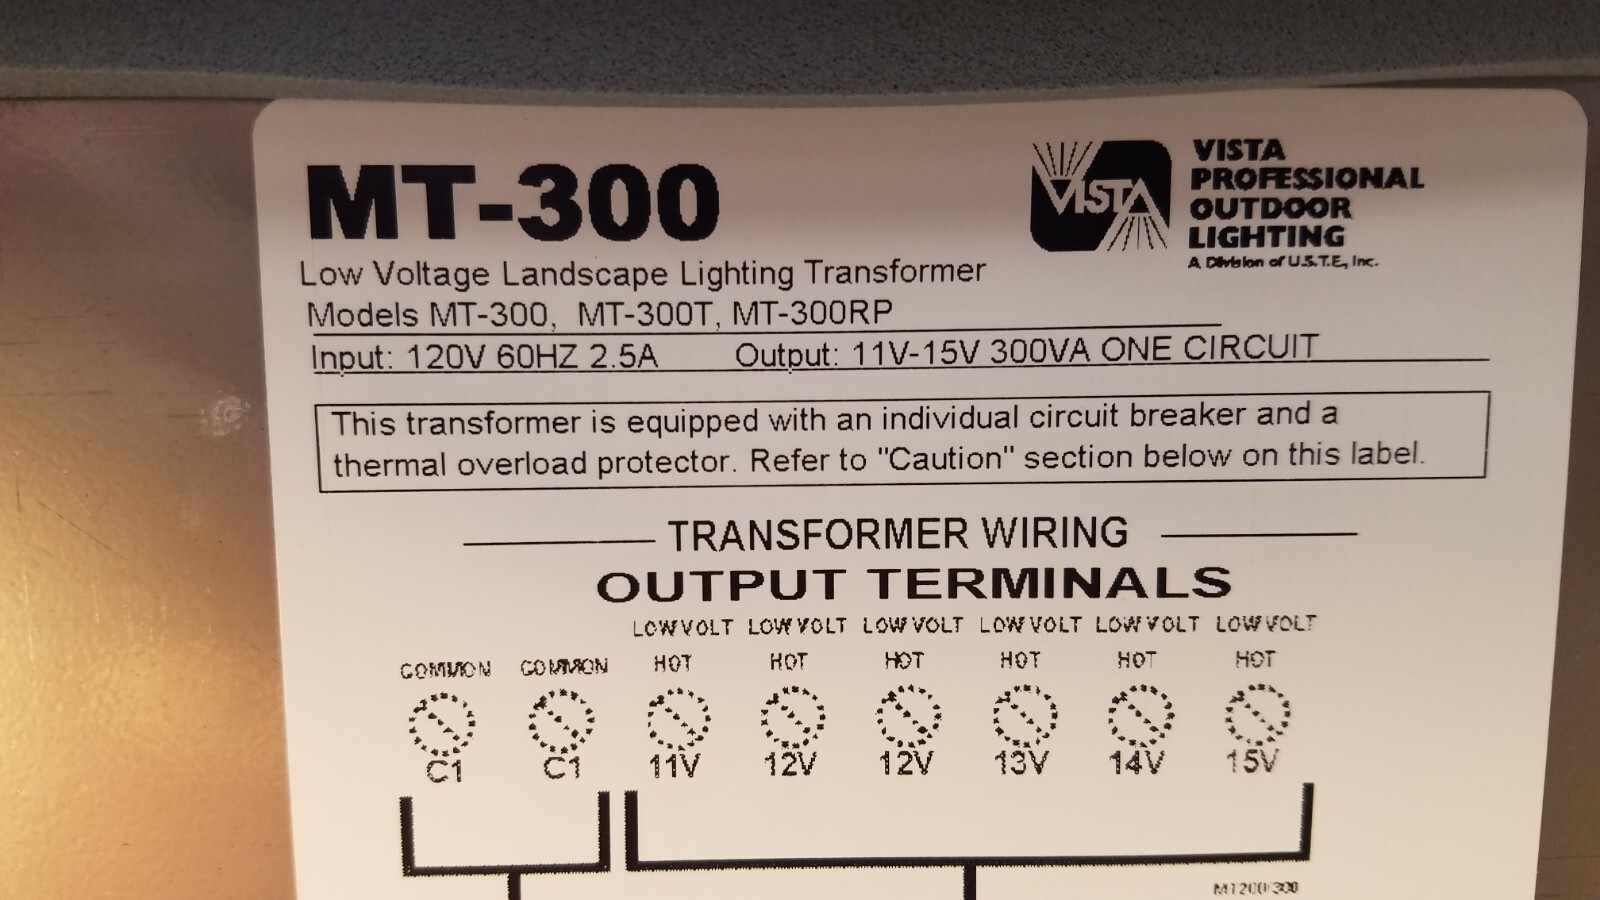 MT-300
VISTA
VISTA
PROFESSIONAL
OUTDOOR
LIGHTING
A Division of U.S.T.E., Inc.
Low Voltage Landscape Lighting Transformer
Models MT-300, MT-300T, MT-300RP
Input: 120V 60HZ 2.5A Output: 11V-15V 300VA ONE CIRCUIT
This transformer is equipped with an individual circuit breaker and a
thermal overload protector. Refer to "Caution" section below on this label.
TRANSFORMER WIRING
OUTPUT TERMINALS
LOW VOLT LOW VOLT LOW VOLT LOW VOLT LOW VOLT LOW VOLT
COMMON COMMON HOT HOT HOT HOT HOT HOT
C1 C1 11V 12V 12V 13V 14V 15V
MT200/300